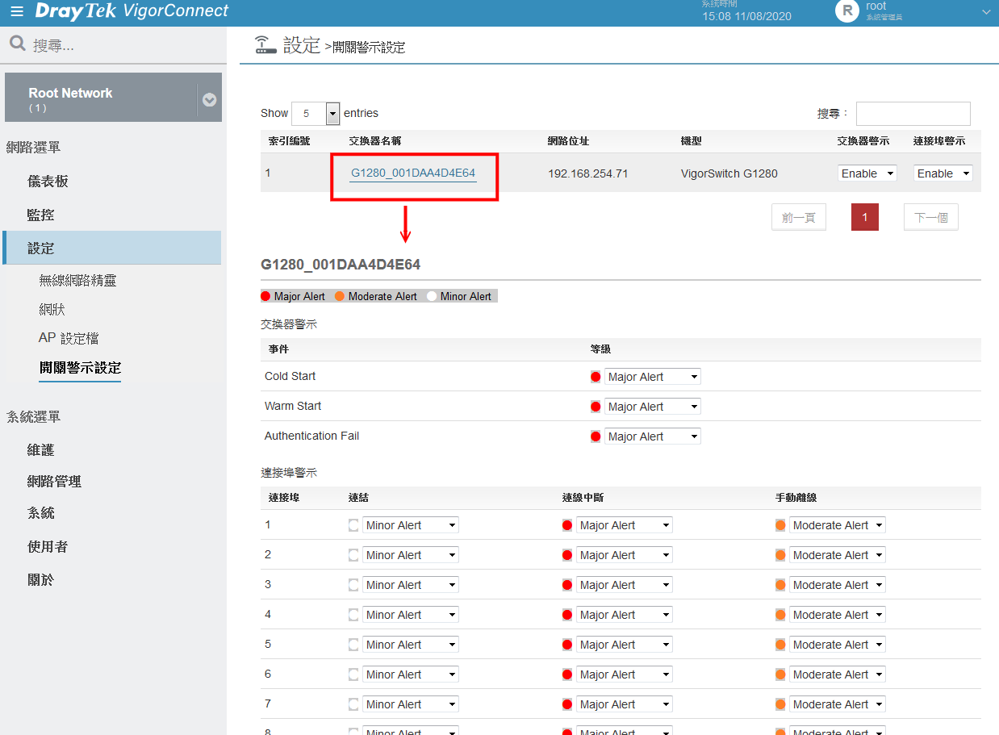 DrayTek VigorConnect
系統時間
15:08 11/08/2020
R
root
系統管理員
搜尋...
Root Network
( 1 )
網路選單
儀表板
監控
設定
無線網路精靈
網狀
AP 設定檔
開關警示設定
系統選單
維護
網路管理
系統
使用者
關於
設定 >開關警示設定
Show 5 entries
搜尋：
索引編號 交換器名稱 網路位址 機型 交換器警示 連接埠警示
1 G1280_001DAA4D4E64 192.168.254.71 VigorSwitch G1280 Enable Enable
前一頁 1 下一個
G1280_001DAA4D4E64
Major Alert Moderate Alert Minor Alert
交換器警示
事件 等級
Cold Start Major Alert
Warm Start Major Alert
Authentication Fail Major Alert
連接埠警示
連接埠 連結 連線中斷 手動離線
1 Minor Alert Major Alert Moderate Alert
2 Minor Alert Major Alert Moderate Alert
3 Minor Alert Major Alert Moderate Alert
4 Minor Alert Major Alert Moderate Alert
5 Minor Alert Major Alert Moderate Alert
6 Minor Alert Major Alert Moderate Alert
7 Minor Alert Major Alert Moderate Alert
8 Minor Alert Major Alert Moderate Alert